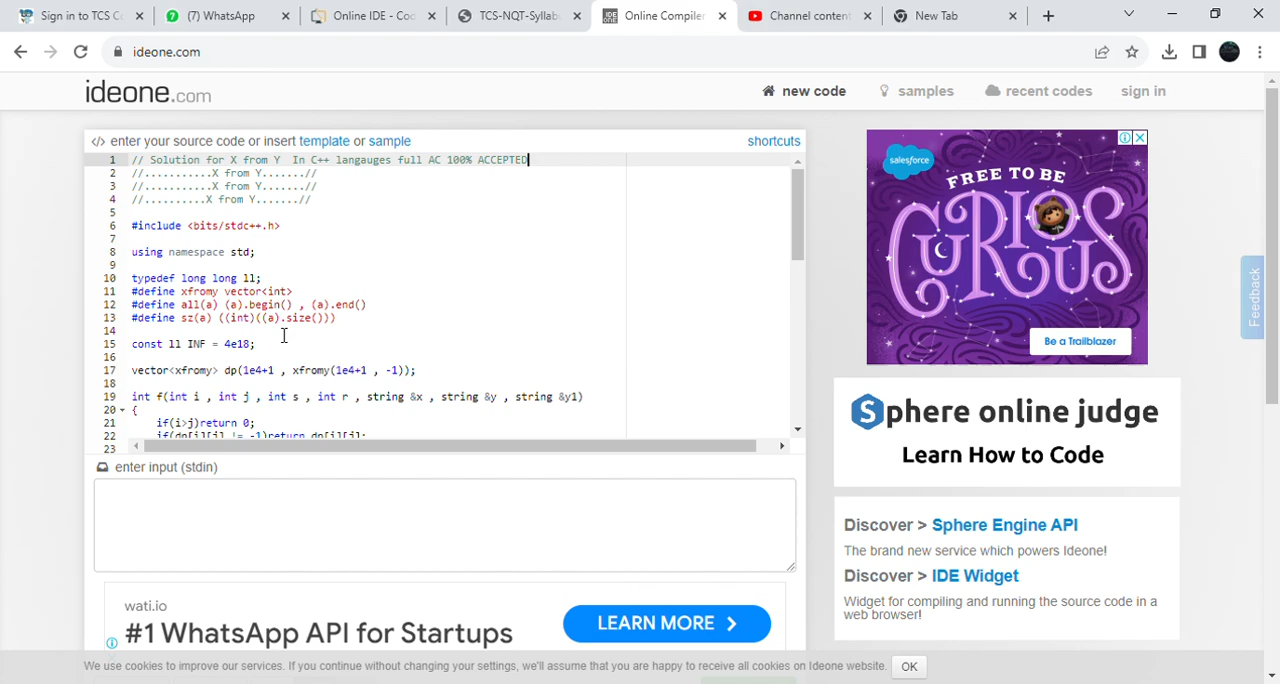 Sign in to TCS C
(7) WhatsApp
Online IDE - Coc
TCS-NQT-Syllab
Online Compiler
Channel content
New Tab
ideone.com
ideone.com
new code
samples
recent codes
sign in
</> enter your source code or insert template or sample
shortcuts
1 // Solution for X from Y In C++ langauges full AC 100% ACCEPTED
2 //...........X from Y.......//
3 //...........X from Y.......//
4 //..........X from Y.......//
5
6 #include <bits/stdc++.h>
7
8 using namespace std;
9
10 typedef long long ll;
11 #define xfromy vector<int>
12 #define all(a) (a).begin() , (a).end()
13 #define sz(a) ((int)((a).size()))
14
15 const ll INF = 4e18;
16
17 vector<xfromy> dp(1e4+1 , xfromy(1e4+1 , -1));
18
19 int f(int i , int j , int s , int r , string &x , string &y , string &y1)
20 {
21 if(i>j)return 0;
22 if(dp[i][j] != -1)return dp[i][j];
23
enter input (stdin)
wati.io
#1 WhatsApp API for Startups
LEARN MORE
salesforce
FREE TO BE
CURIOUS
Be a Trailblazer
Sphere online judge
Learn How to Code
Discover > Sphere Engine API
The brand new service which powers Ideone!
Discover > IDE Widget
Widget for compiling and running the source code in a
web browser!
Feedback
We use cookies to improve our services. If you continue without changing your settings, we'll assume that you are happy to receive all cookies on Ideone website.
OK